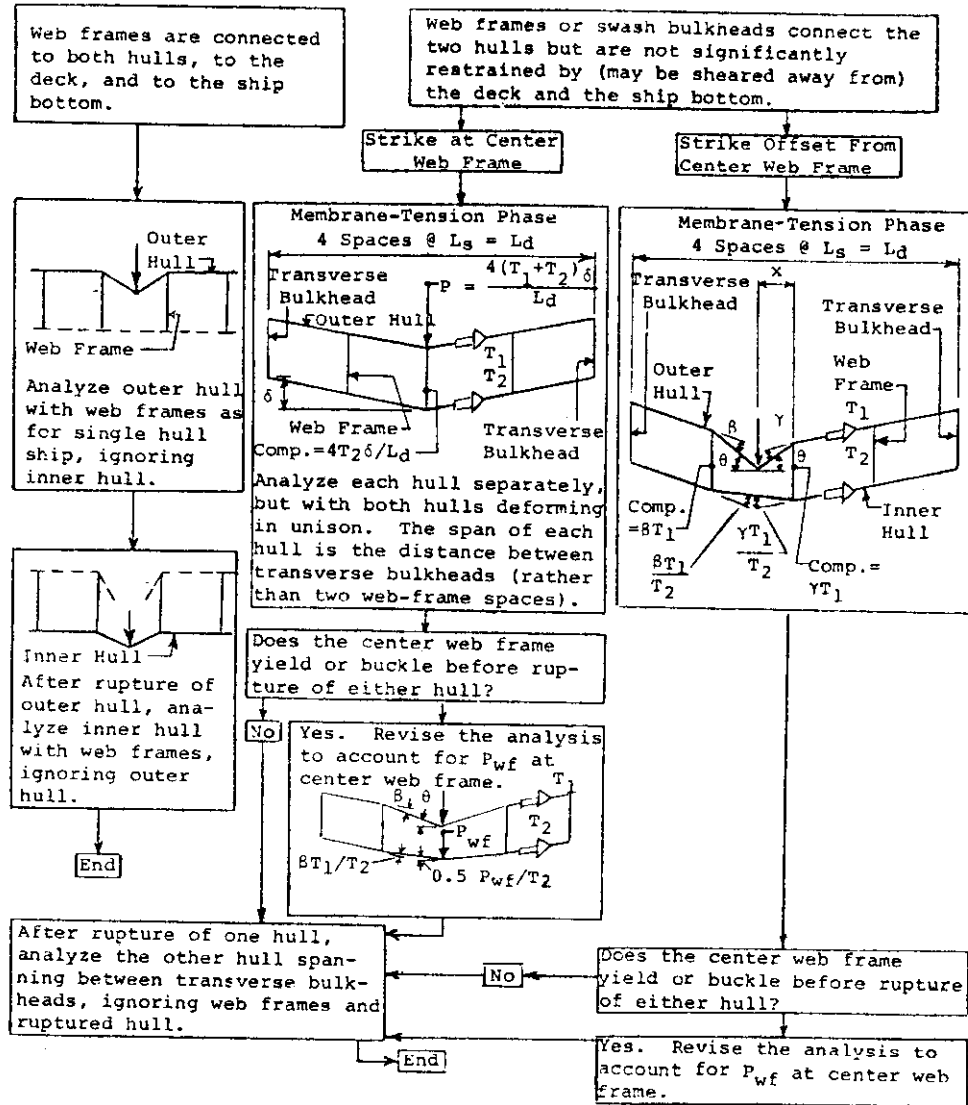 Web frames are connected
to both hulls, to the
deck, and to the ship
bottom.
Web frames or swash bulkheads connect the
two hulls but are not significantly
restrained by (may be sheared away from)
the deck and the ship bottom.
Strike at Center
Web Frame
Strike Offset From
Center Web Frame
Outer
Hull
Web Frame
Analyze outer hull
with web frames as
for single hull
ship, ignoring
inner hull.
Inner Hull
After rupture of
outer hull, ana-
lyze inner hull
with web frames,
ignoring outer
hull.
End
Membrane-Tension Phase
4 Spaces @ Ls = Ld
Transverse
Bulkhead
P = 4(T1+T2)δ
Ld
Outer Hull
T1
T2
δ
Web Frame
Comp.=4T2δ/Ld
Transverse
Bulkhead
Analyze each hull separately,
but with both hulls deforming
in unison. The span of each
hull is the distance between
transverse bulkheads (rather
than two web-frame spaces).
Does the center web frame
yield or buckle before rup-
ture of either hull?
No
Yes. Revise the analysis
to account for Pwf at
center web frame.
T1
β θ
T2
Pwf
βT1/T2
0.5 Pwf/T2
Membrane-Tension Phase
4 Spaces @ Ls = Ld
x
Transverse
Bulkhead
Transverse
Bulkhead
Outer
Hull
Web
Frame
T1
β γ
θ θ
T2
Comp.
=βT1
Inner
Hull
βT1
T2
γT1
T2
Comp.=
γT1
After rupture of one hull,
analyze the other hull span-
ning between transverse bulk-
heads, ignoring web frames and
ruptured hull.
End
No
Does the center web frame
yield or buckle before rupture
of either hull?
Yes. Revise the analysis to
account for Pwf at center web
frame.